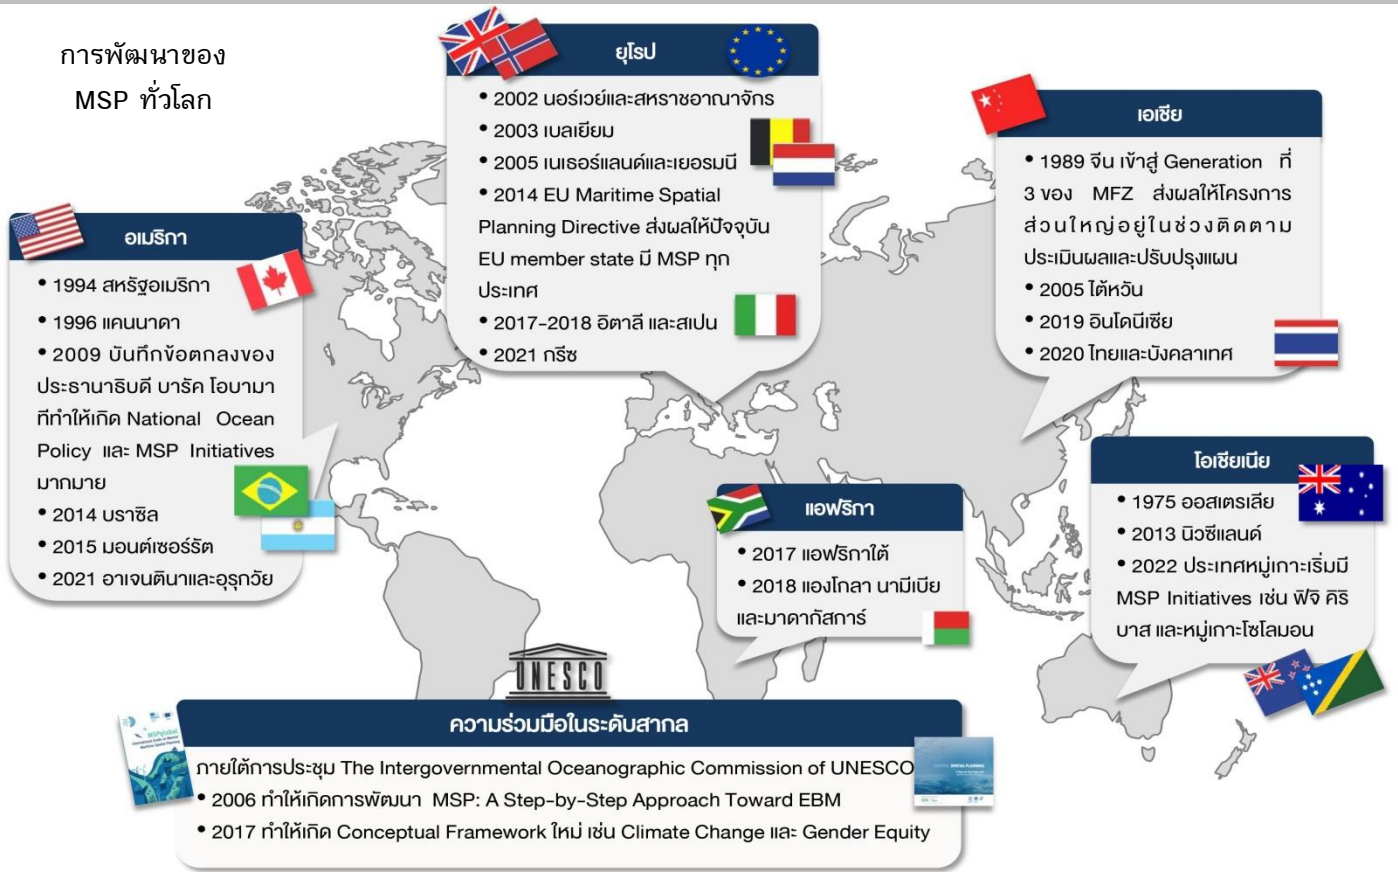 การพัฒนาของ
MSP ทั่วโลก
ยุโรป
• 2002 นอร์เวย์และสหราชอาณาจักร
• 2003 เบลเยียม
• 2005 เนเธอร์แลนด์และเยอรมนี
• 2014 EU Maritime Spatial
Planning Directive ส่งผลให้ปัจจุบัน
EU member state มี MSP ทุก
ประเทศ
• 2017-2018 อิตาลี และสเปน
• 2021 กรีซ
เอเชีย
• 1989 จีน เข้าสู่ Generation ที่
3 ของ MFZ ส่งผลให้โครงการ
ส่วนใหญ่อยู่ในช่วงติดตาม
ประเมินผลและปรับปรุงแผน
• 2005 ไต้หวัน
• 2019 อินโดนีเซีย
• 2020 ไทยและบังคลาเทศ
อเมริกา
• 1994 สหรัฐอเมริกา
• 1996 แคนนาดา
• 2009 บันทึกข้อตกลงของ
ประธานาธิบดี บารัค โอบามา
ทีทำให้เกิด National Ocean
Policy และ MSP Initiatives
มากมาย
• 2014 บราซิล
• 2015 มอนต์เซอร์รัต
• 2021 อาเจนตินาและอุรุกวัย
แอฟริกา
• 2017 แอฟริกาใต้
• 2018 แองโกลา นามีเบีย
และมาดากัสการ์
โอเชียเนีย
• 1975 ออสเตรเลีย
• 2013 นิวซีแลนด์
• 2022 ประเทศหมู่เกาะเริ่มมี
MSP Initiatives เช่น ฟิจิ คิริ
บาส และหมู่เกาะโซโลมอน
UNESCO
ความร่วมมือในระดับสากล
MSPglobal
ภายใต้การประชุม The Intergovernmental Oceanographic Commission of UNESCO
• 2006 ทำให้เกิดการพัฒนา MSP: A Step-by-Step Approach Toward EBM
• 2017 ทำให้เกิด Conceptual Framework ใหม่ เช่น Climate Change และ Gender Equity